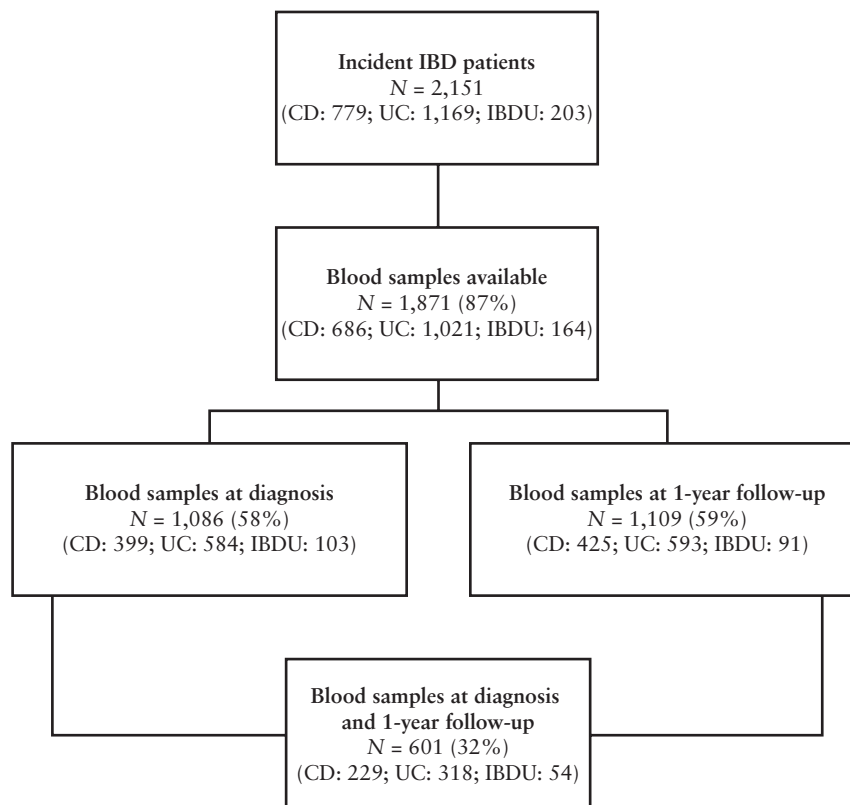 Incident IBD patients
N = 2,151
(CD: 779; UC: 1,169; IBDU: 203)
Blood samples available
N = 1,871 (87%)
(CD: 686; UC: 1,021; IBDU: 164)
Blood samples at diagnosis
N = 1,086 (58%)
(CD: 399; UC: 584; IBDU: 103)
Blood samples at 1-year follow-up
N = 1,109 (59%)
(CD: 425; UC: 593; IBDU: 91)
Blood samples at diagnosis
and 1-year follow-up
N = 601 (32%)
(CD: 229; UC: 318; IBDU: 54)